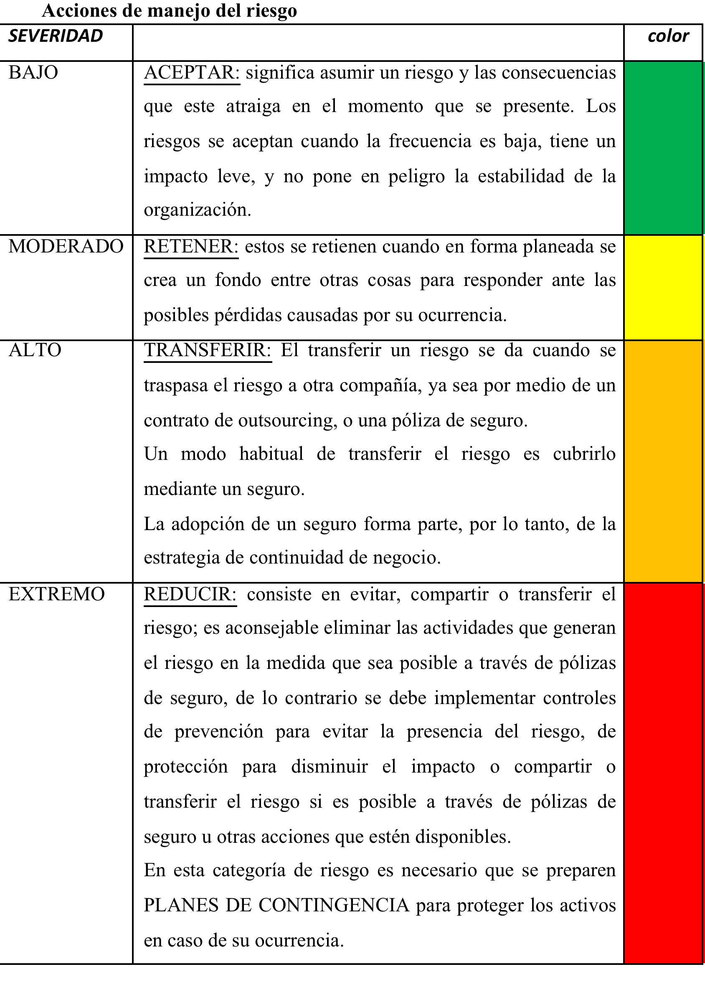 Acciones de manejo del riesgo
SEVERIDAD
color
BAJO
ACEPTAR: significa asumir un riesgo y las consecuencias
que este atraiga en el momento que se presente. Los
riesgos se aceptan cuando la frecuencia es baja, tiene un
impacto leve, y no pone en peligro la estabilidad de la
organización.
MODERADO
RETENER: estos se retienen cuando en forma planeada se
crea un fondo entre otras cosas para responder ante las
posibles pérdidas causadas por su ocurrencia.
ALTO
TRANSFERIR: El transferir un riesgo se da cuando se
traspasa el riesgo a otra compañía, ya sea por medio de un
contrato de outsourcing, o una póliza de seguro.
Un modo habitual de transferir el riesgo es cubrirlo
mediante un seguro.
La adopción de un seguro forma parte, por lo tanto, de la
estrategia de continuidad de negocio.
EXTREMO
REDUCIR: consiste en evitar, compartir o transferir el
riesgo; es aconsejable eliminar las actividades que generan
el riesgo en la medida que sea posible a través de pólizas
de seguro, de lo contrario se debe implementar controles
de prevención para evitar la presencia del riesgo, de
protección para disminuir el impacto o compartir o
transferir el riesgo si es posible a través de pólizas de
seguro u otras acciones que estén disponibles.
En esta categoría de riesgo es necesario que se preparen
PLANES DE CONTINGENCIA para proteger los activos
en caso de su ocurrencia.